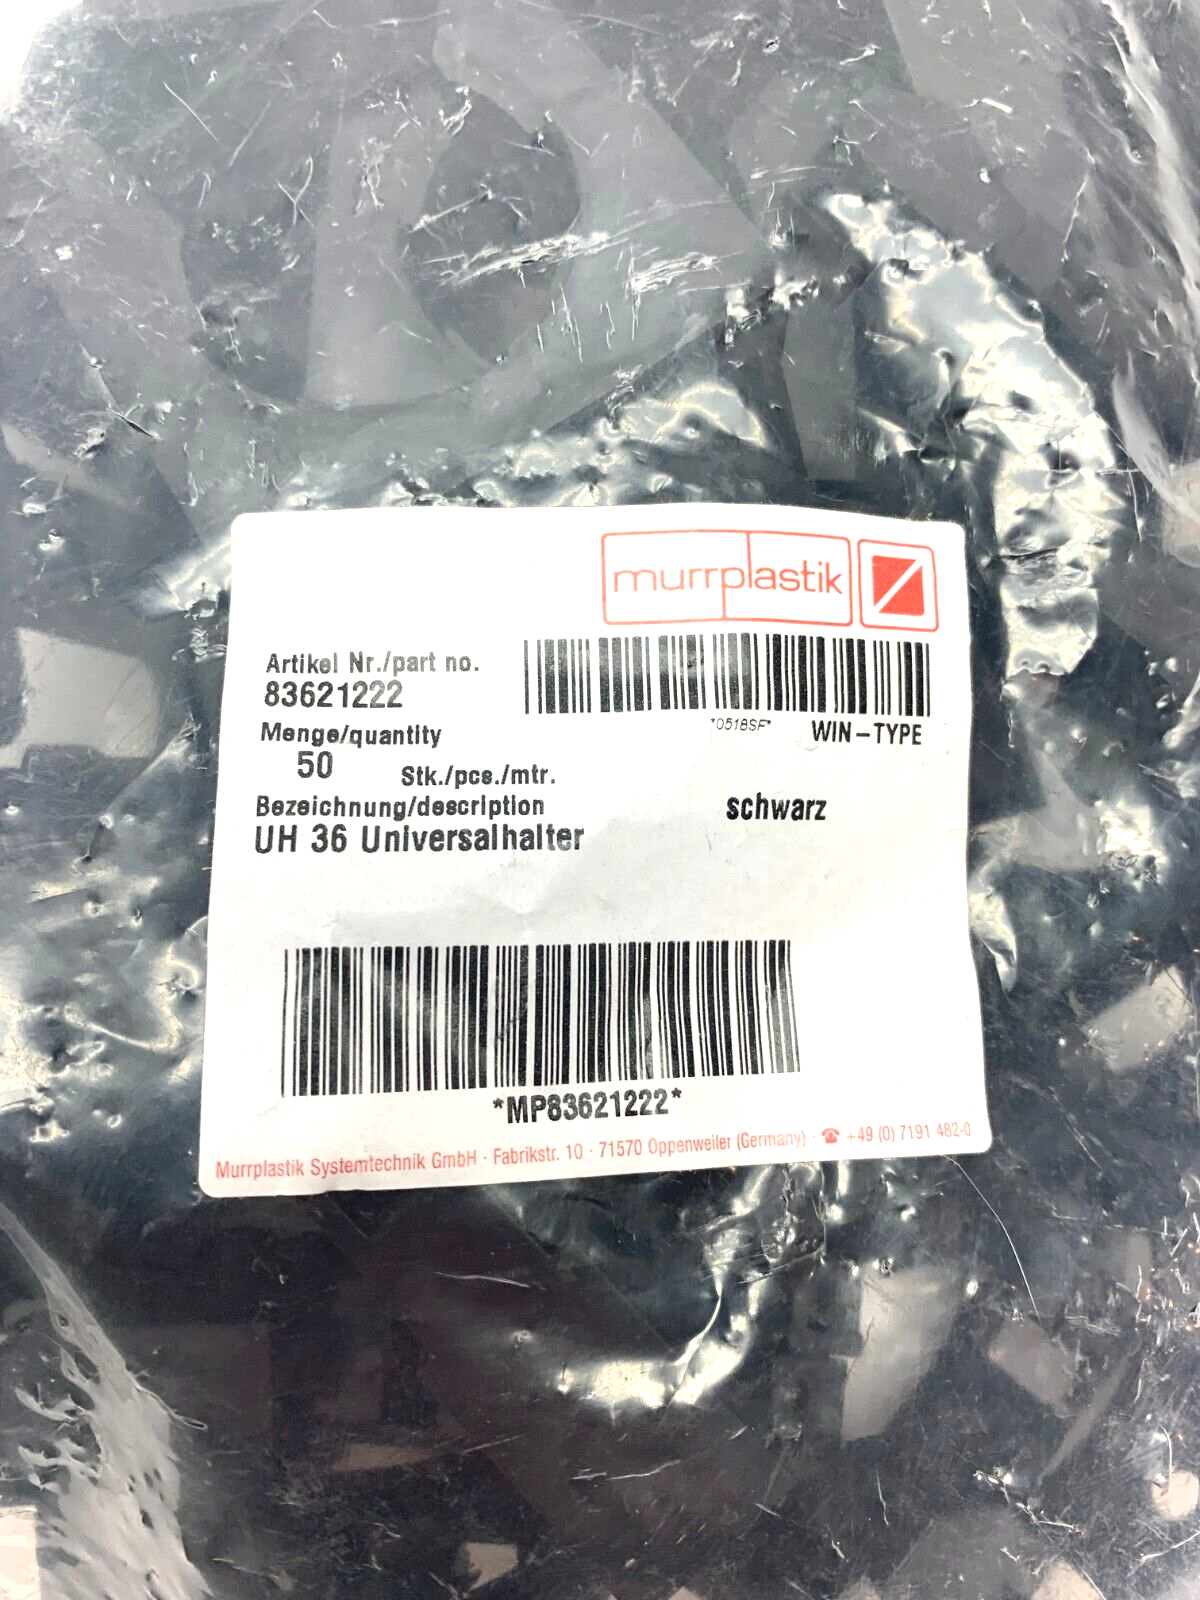 murrplastik
Artikel Nr./part no.
83621222
*0518SF* WIN-TYPE
Menge/quantity
50 Stk./pce./mtr.
Bezeichnung/description schwarz
UH 36 Universalhalter
*MP83621222*
Murrplastik Systemtechnik GmbH · Fabrikstr. 10 · 71570 Oppenweiler (Germany) · ☎ +49 (0) 7191 482-0